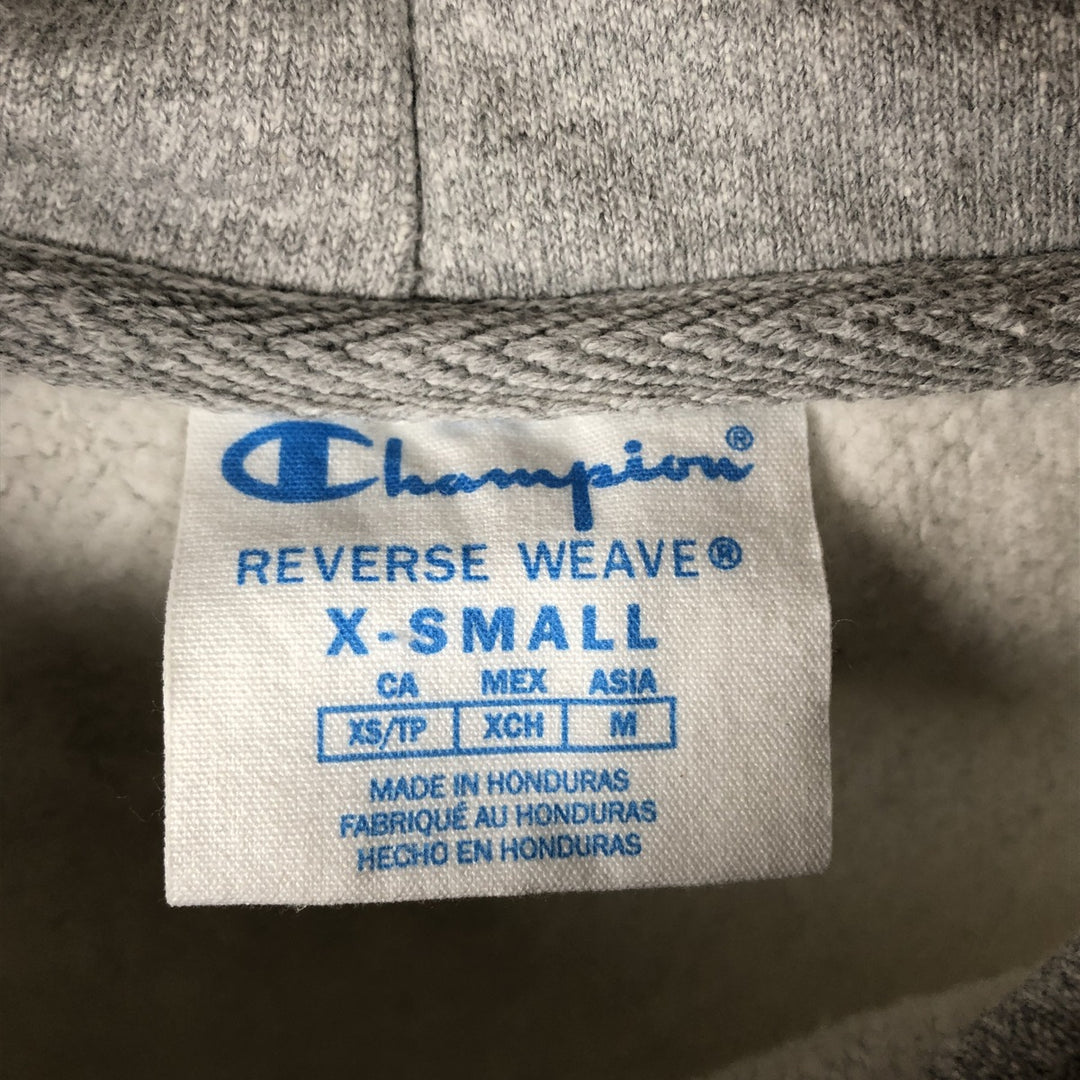 Champion®
REVERSE WEAVE®
X-SMALL
CA MEX ASIA
XS/TP XCH M
MADE IN HONDURAS
FABRIQUÉ AU HONDURAS
HECHO EN HONDURAS